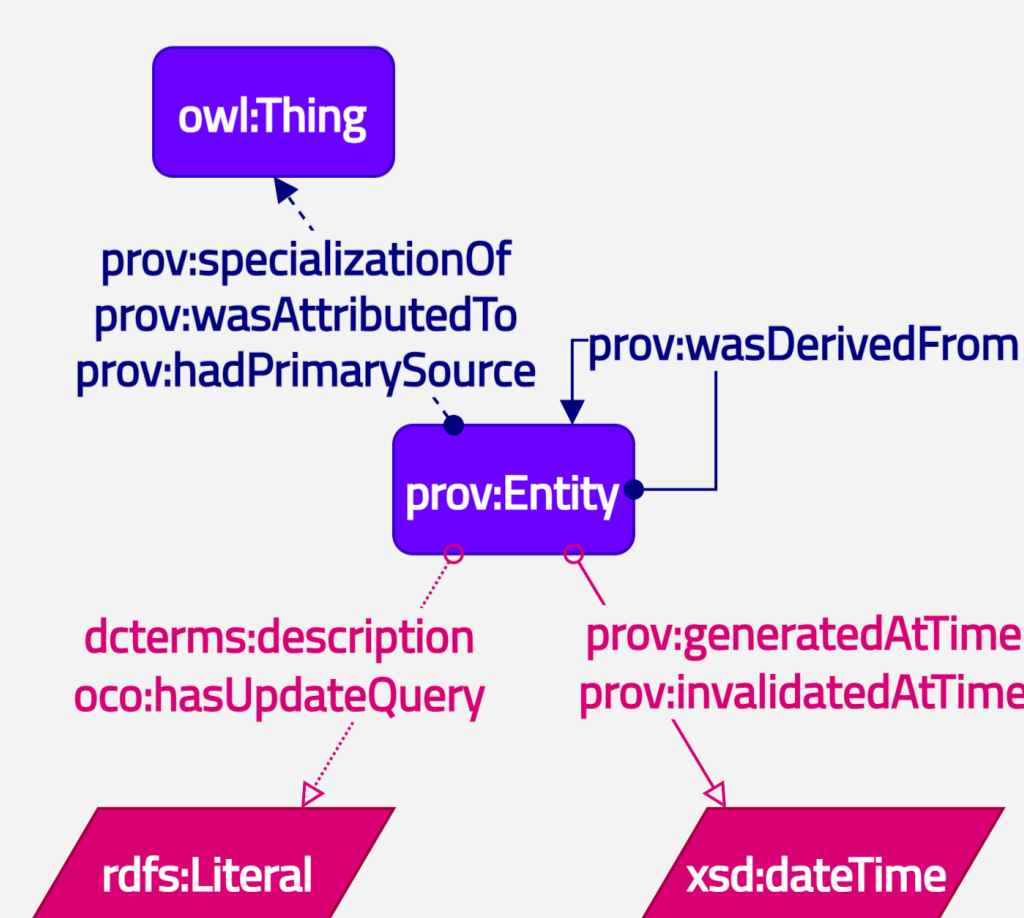 owl:Thing
prov:specializationOf
prov:wasAttributedTo
prov:hadPrimarySource
prov:wasDerivedFrom
prov:Entity
dcterms:description
oco:hasUpdateQuery
prov:generatedAtTime
prov:invalidatedAtTime
rdfs:Literal
xsd:dateTime